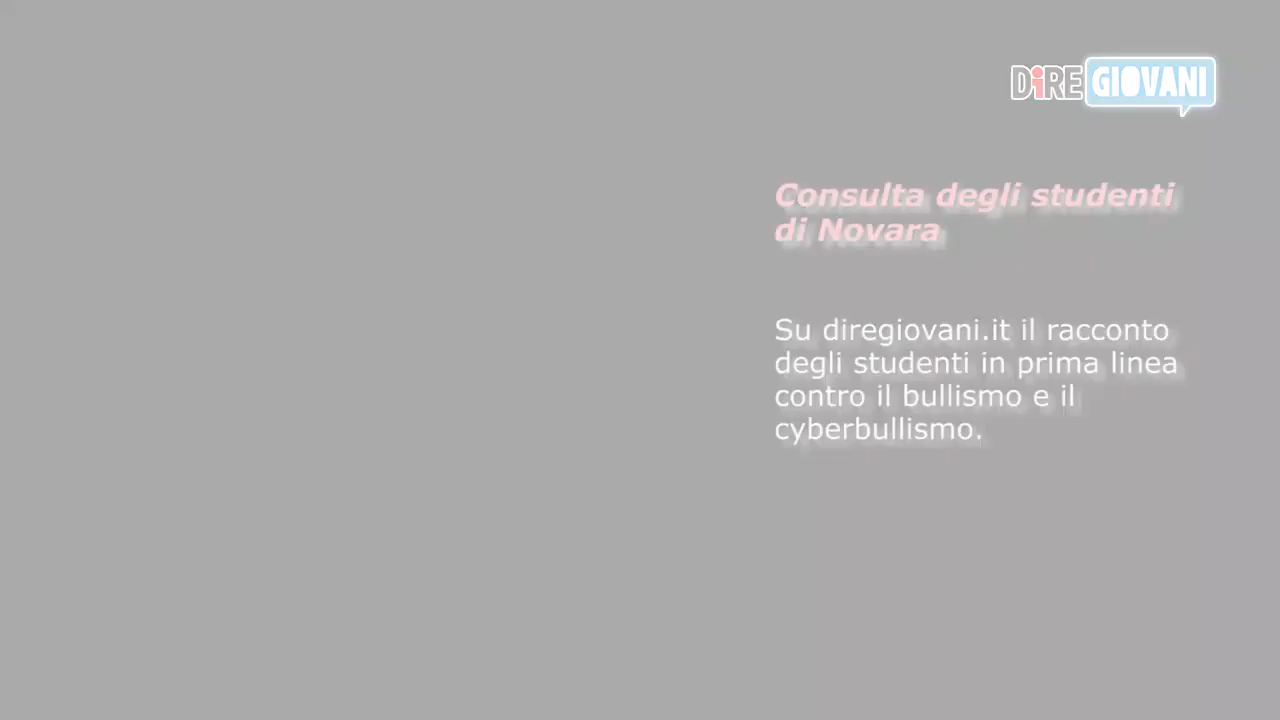 DiRE GIOVANI
Consulta degli studenti
di Novara
Su diregiovani.it il racconto
degli studenti in prima linea
contro il bullismo e il
cyberbullismo.